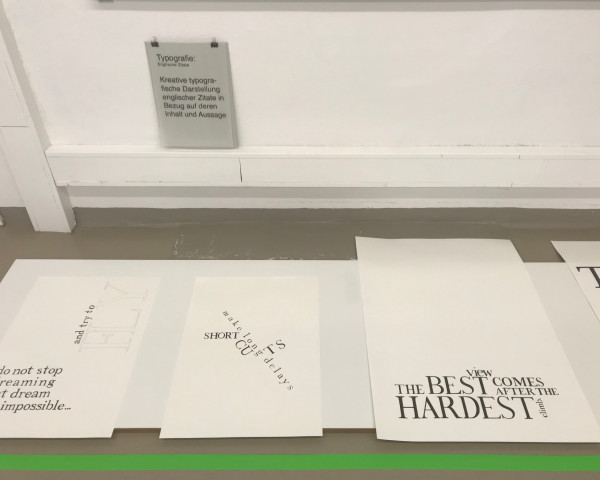 Typografie:
Englische Zitate
Kreative typogra-
fische Darstellung
englischer Zitate in
Bezug auf deren
Inhalt und Aussage
do not stop
reaming
t dream
impossible...
and try to
FLY
make long delays
SHORT
CUTS
THE BEST view COMES
AFTER THE
HARDEST climb
T